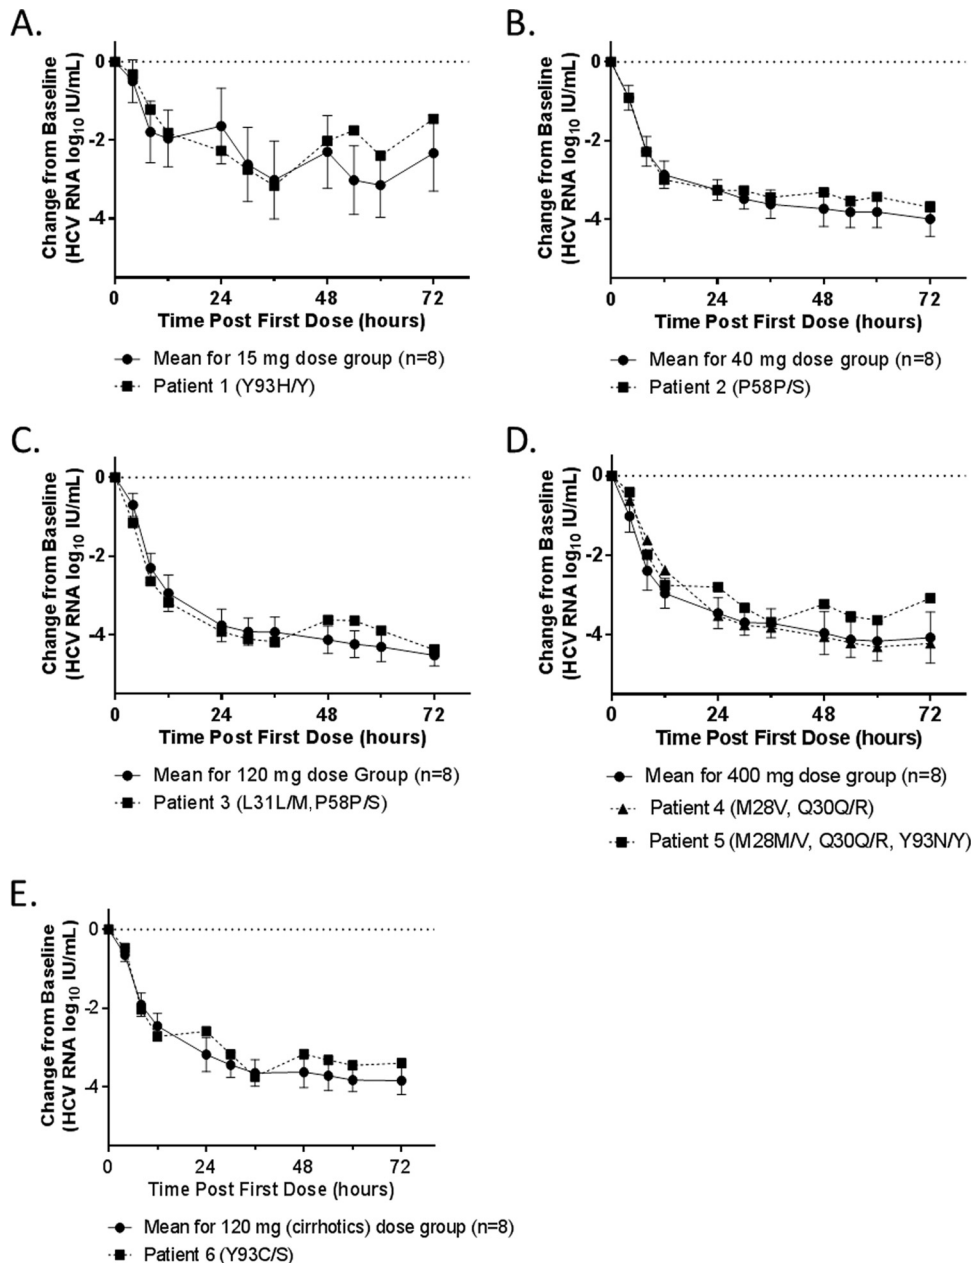 A.
Change from Baseline
(HCV RNA log10 IU/mL)
0
-2
-4
0 24 48 72
Time Post First Dose (hours)
Mean for 15 mg dose group (n=8)
Patient 1 (Y93H/Y)
B.
Change from Baseline
(HCV RNA log10 IU/mL)
0
-2
-4
0 24 48 72
Time Post First Dose (hours)
Mean for 40 mg dose group (n=8)
Patient 2 (P58P/S)
C.
Change from Baseline
(HCV RNA log10 IU/mL)
0
-2
-4
0 24 48 72
Time Post First Dose (hours)
Mean for 120 mg dose Group (n=8)
Patient 3 (L31L/M,P58P/S)
D.
Change from Baseline
(HCV RNA log10 IU/mL)
0
-2
-4
0 24 48 72
Time Post First Dose (hours)
Mean for 400 mg dose group (n=8)
Patient 4 (M28V, Q30Q/R)
Patient 5 (M28M/V, Q30Q/R, Y93N/Y)
E.
Change from Baseline
(HCV RNA log10 IU/mL)
0
-2
-4
0 24 48 72
Time Post First Dose (hours)
Mean for 120 mg (cirrhotics) dose group (n=8)
Patient 6 (Y93C/S)